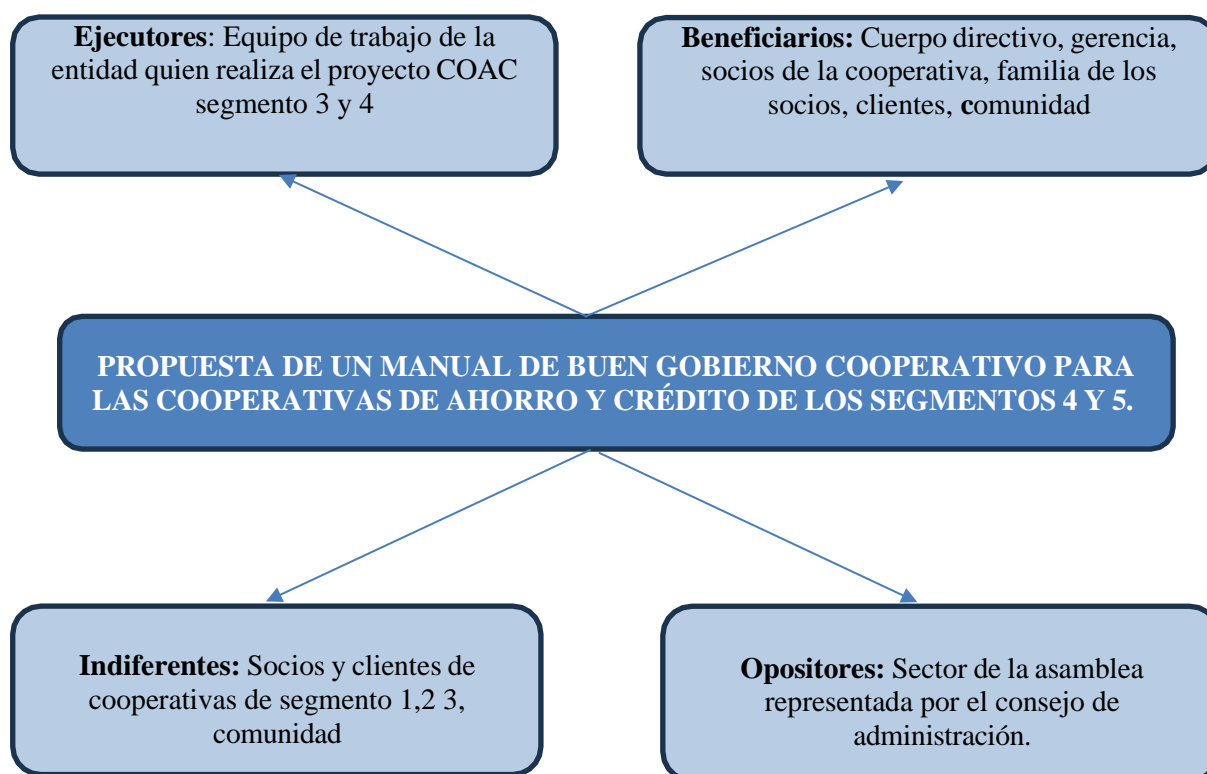 Ejecutores: Equipo de trabajo de la
entidad quien realiza el proyecto COAC
segmento 3 y 4
Beneficiarios: Cuerpo directivo, gerencia,
socios de la cooperativa, familia de los
socios, clientes, comunidad
PROPUESTA DE UN MANUAL DE BUEN GOBIERNO COOPERATIVO PARA
LAS COOPERATIVAS DE AHORRO Y CRÉDITO DE LOS SEGMENTOS 4 Y 5.
Indiferentes: Socios y clientes de
cooperativas de segmento 1,2 3,
comunidad
Opositores: Sector de la asamblea
representada por el consejo de
administración.